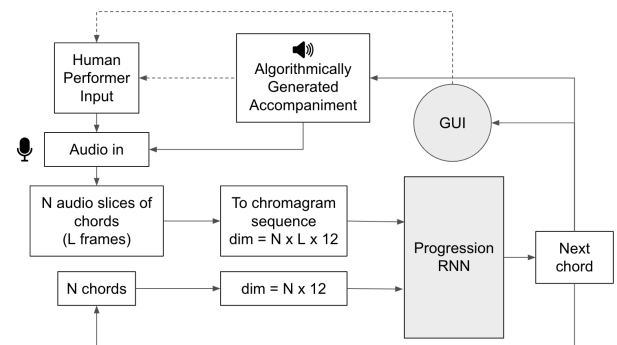 Human
Performer
Input
Algorithmically
Generated
Accompaniment
GUI
Audio in
N audio slices of
chords
(L frames)
To chromagram
sequence
dim = N x L x 12
Progression
RNN
Next
chord
N chords
dim = N x 12